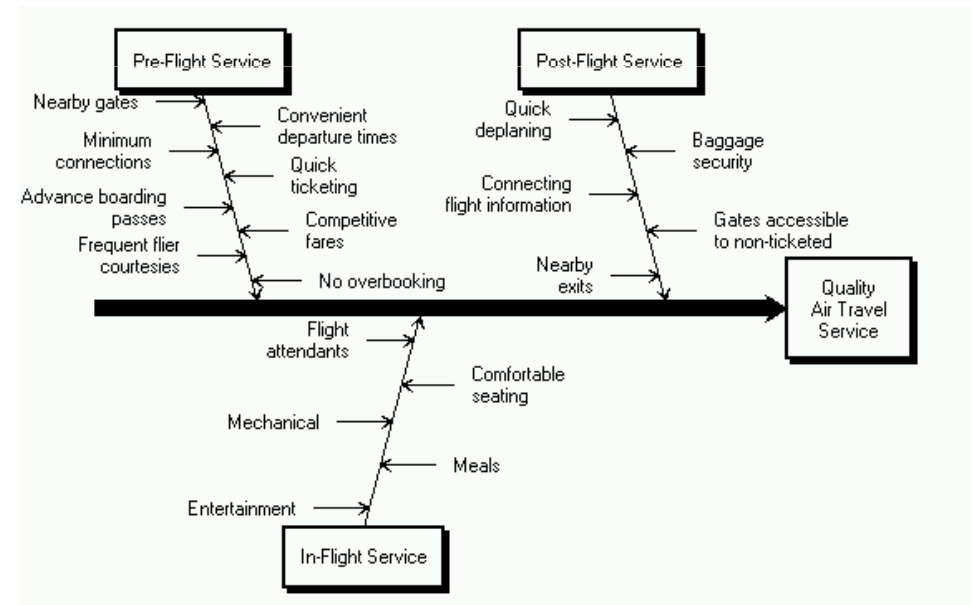 Pre-Flight Service
Nearby gates
Convenient
departure times
Minimum
connections
Quick
ticketing
Advance boarding
passes
Competitive
fares
Frequent flier
courtesies
No overbooking
Post-Flight Service
Quick
deplaning
Baggage
security
Connecting
flight information
Gates accessible
to non-ticketed
Nearby
exits
Quality
Air Travel
Service
Flight
attendants
Comfortable
seating
Mechanical
Meals
Entertainment
In-Flight Service